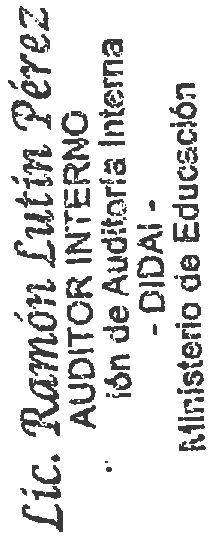 Lic. Ramón Lutín Pérez
AUDITOR INTERNO
ión de Auditoría Interna
- DIDAI -
Ministerio de Educación